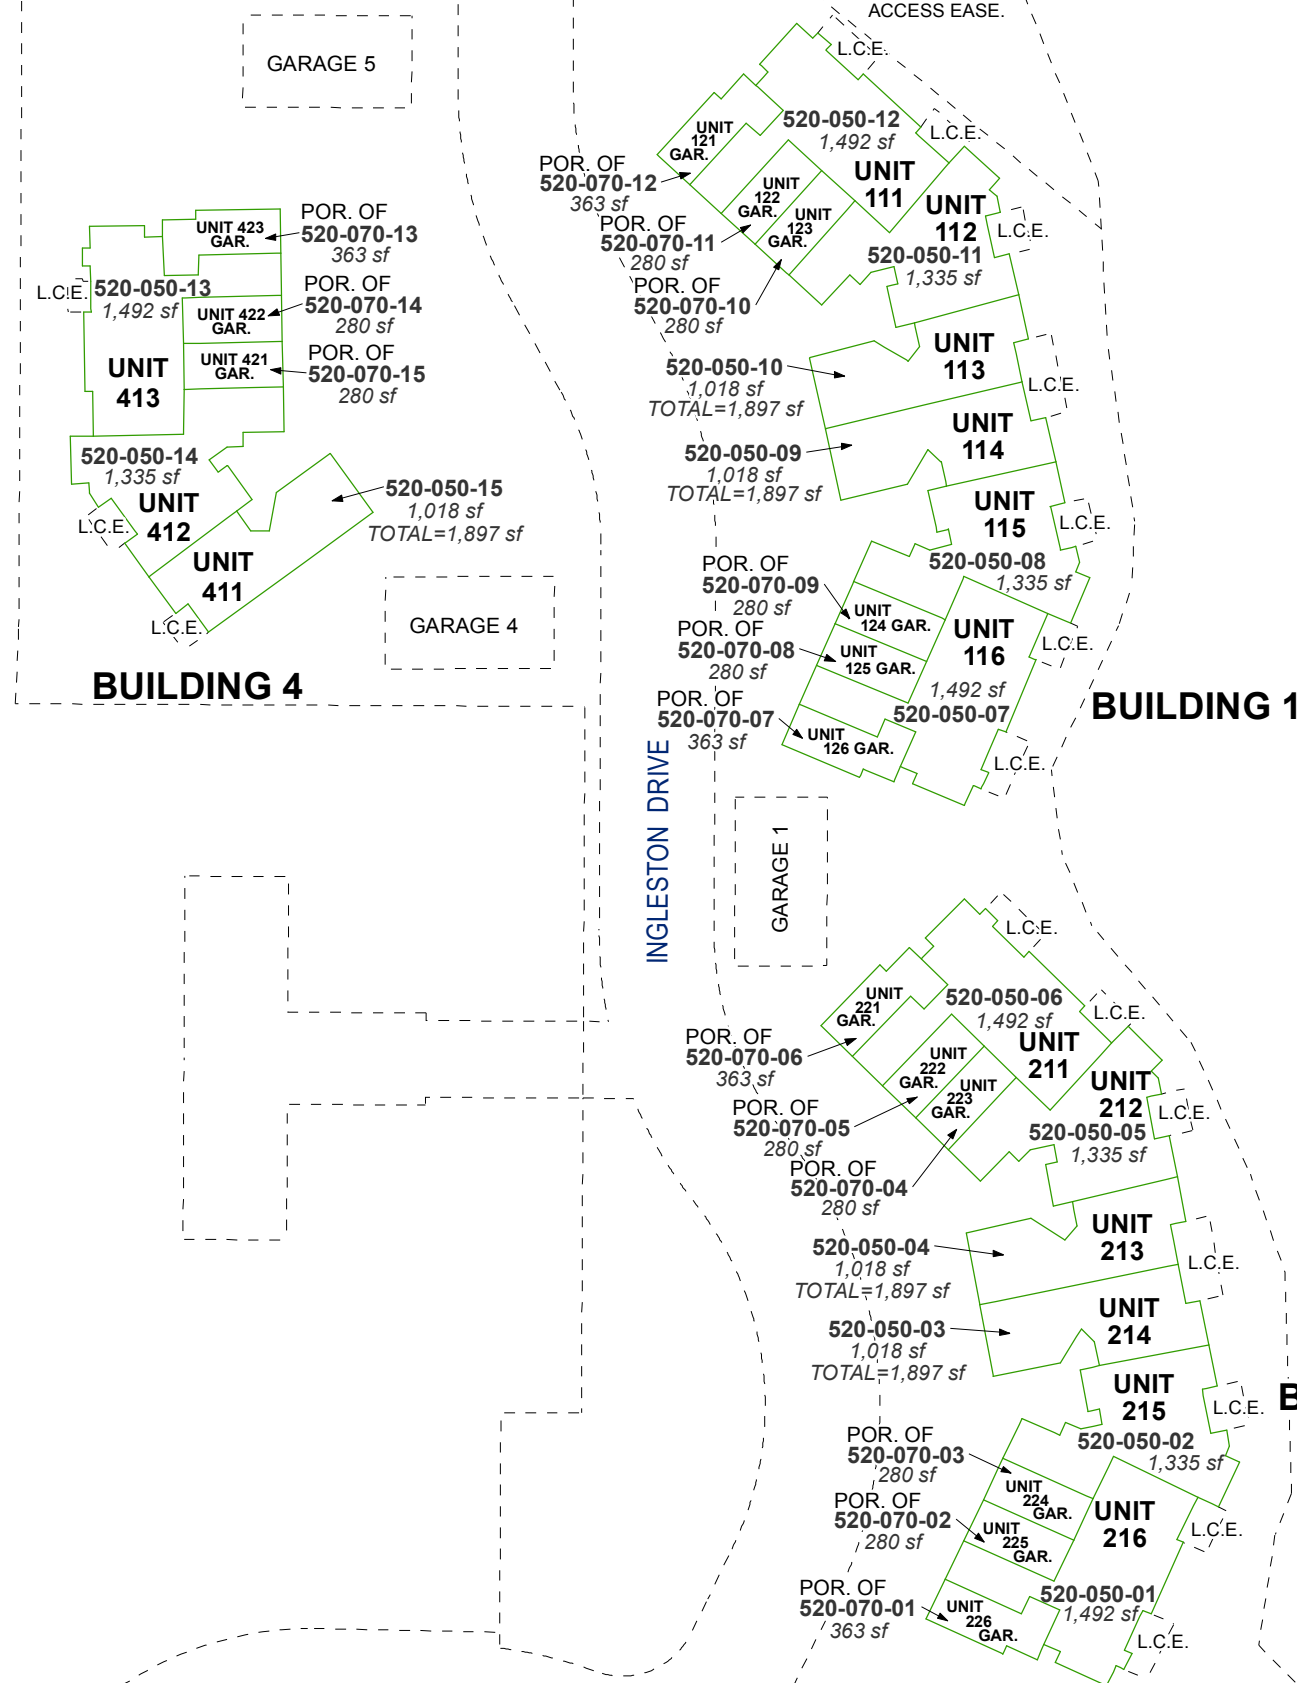 ACCESS EASE.
L.C.E.
L.C.E.
GARAGE 5
UNIT
121
GAR.
520-050-12
1,492 sf
UNIT
111
POR. OF
520-070-12
363 sf
UNIT
122
GAR.
UNIT
123
GAR.
UNIT
112
L.C.E.
520-050-11
1,335 sf
POR. OF
520-070-11
280 sf
POR. OF
520-070-10
280 sf
UNIT 423
GAR.
POR. OF
520-070-13
363 sf
L.C.E.
520-050-13
1,492 sf
POR. OF
520-070-14
280 sf
UNIT 422
GAR.
POR. OF
520-070-15
280 sf
UNIT 421
GAR.
UNIT
413
520-050-10
1,018 sf
TOTAL=1,897 sf
UNIT
113
L.C.E.
UNIT
114
520-050-09
1,018 sf
TOTAL=1,897 sf
520-050-14
1,335 sf
UNIT
412
L.C.E.
520-050-15
1,018 sf
TOTAL=1,897 sf
UNIT
411
L.C.E.
GARAGE 4
BUILDING 4
UNIT
115
L.C.E.
520-050-08
1,335 sf
POR. OF
520-070-09
280 sf
UNIT
124 GAR.
POR. OF
520-070-08
280 sf
UNIT
125 GAR.
UNIT
116
L.C.E.
1,492 sf
520-050-07
POR. OF
520-070-07
363 sf
UNIT
126 GAR.
L.C.E.
BUILDING 1
INGLESTON DRIVE
GARAGE 1
L.C.E.
UNIT
221
GAR.
520-050-06
1,492 sf
L.C.E.
UNIT
211
POR. OF
520-070-06
363 sf
UNIT
222
GAR.
UNIT
223
GAR.
UNIT
212
L.C.E.
520-050-05
1,335 sf
POR. OF
520-070-05
280 sf
POR. OF
520-070-04
280 sf
520-050-04
1,018 sf
TOTAL=1,897 sf
UNIT
213
L.C.E.
520-050-03
1,018 sf
TOTAL=1,897 sf
UNIT
214
UNIT
215
L.C.E.
B
520-050-02
1,335 sf
POR. OF
520-070-03
280 sf
UNIT
224
GAR.
POR. OF
520-070-02
280 sf
UNIT
225
GAR.
UNIT
216
L.C.E.
POR. OF
520-070-01
363 sf
UNIT
226
GAR.
520-050-01
1,492 sf
L.C.E.